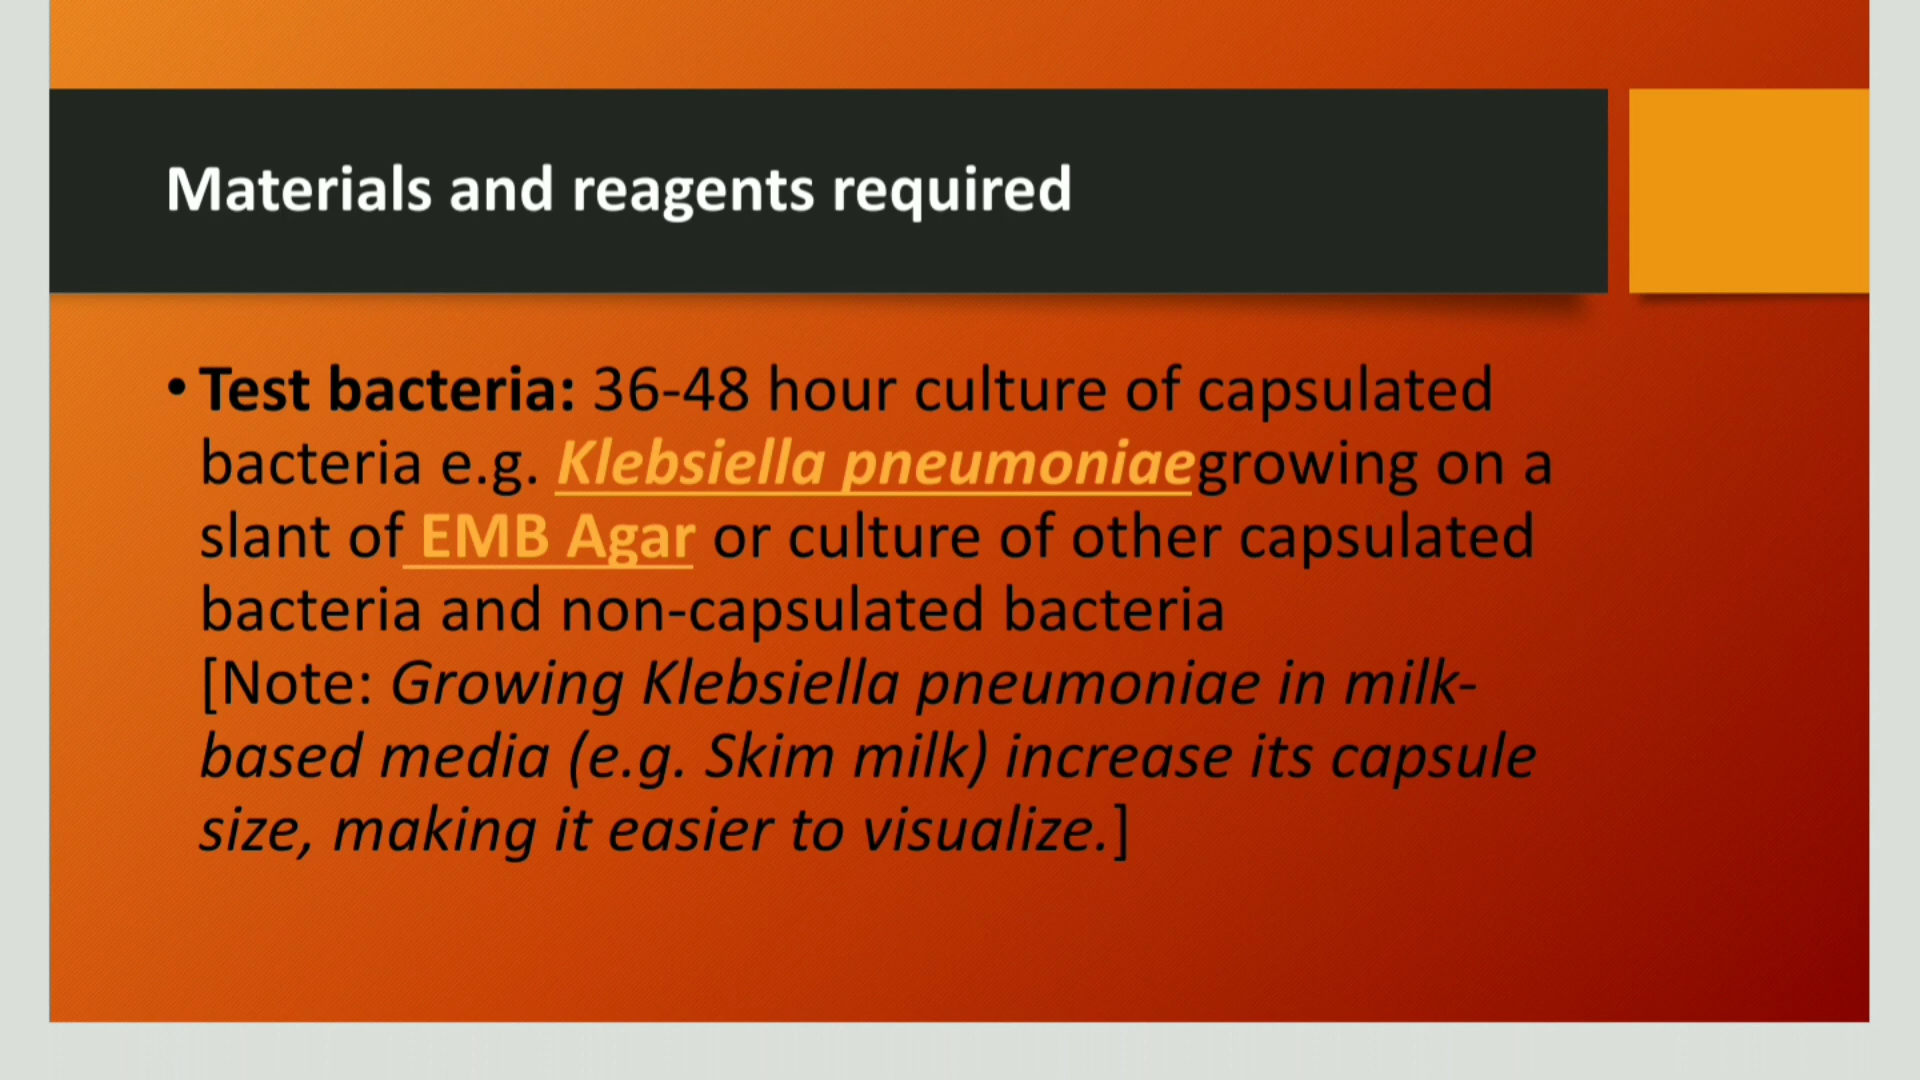 Materials and reagents required
• Test bacteria: 36-48 hour culture of capsulated
bacteria e.g. Klebsiella pneumoniaegrowing on a
slant of EMB Agar or culture of other capsulated
bacteria and non-capsulated bacteria
[Note: Growing Klebsiella pneumoniae in milk-
based media (e.g. Skim milk) increase its capsule
size, making it easier to visualize.]